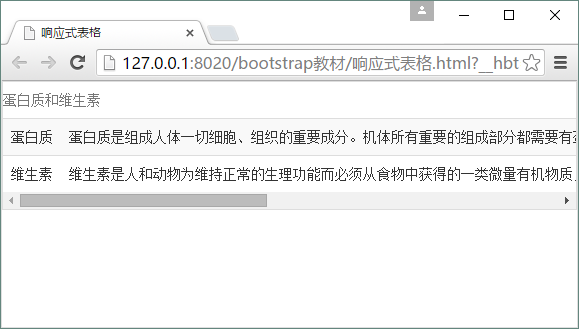 响应式表格
127.0.0.1:8020/bootstrap教材/响应式表格.html?__hbt
蛋白质和维生素
蛋白质 蛋白质是组成人体一切细胞、组织的重要成分。机体所有重要的组成部分都需要有
维生素 维生素是人和动物为维持正常的生理功能而必须从食物中获得的一类微量有机物质，